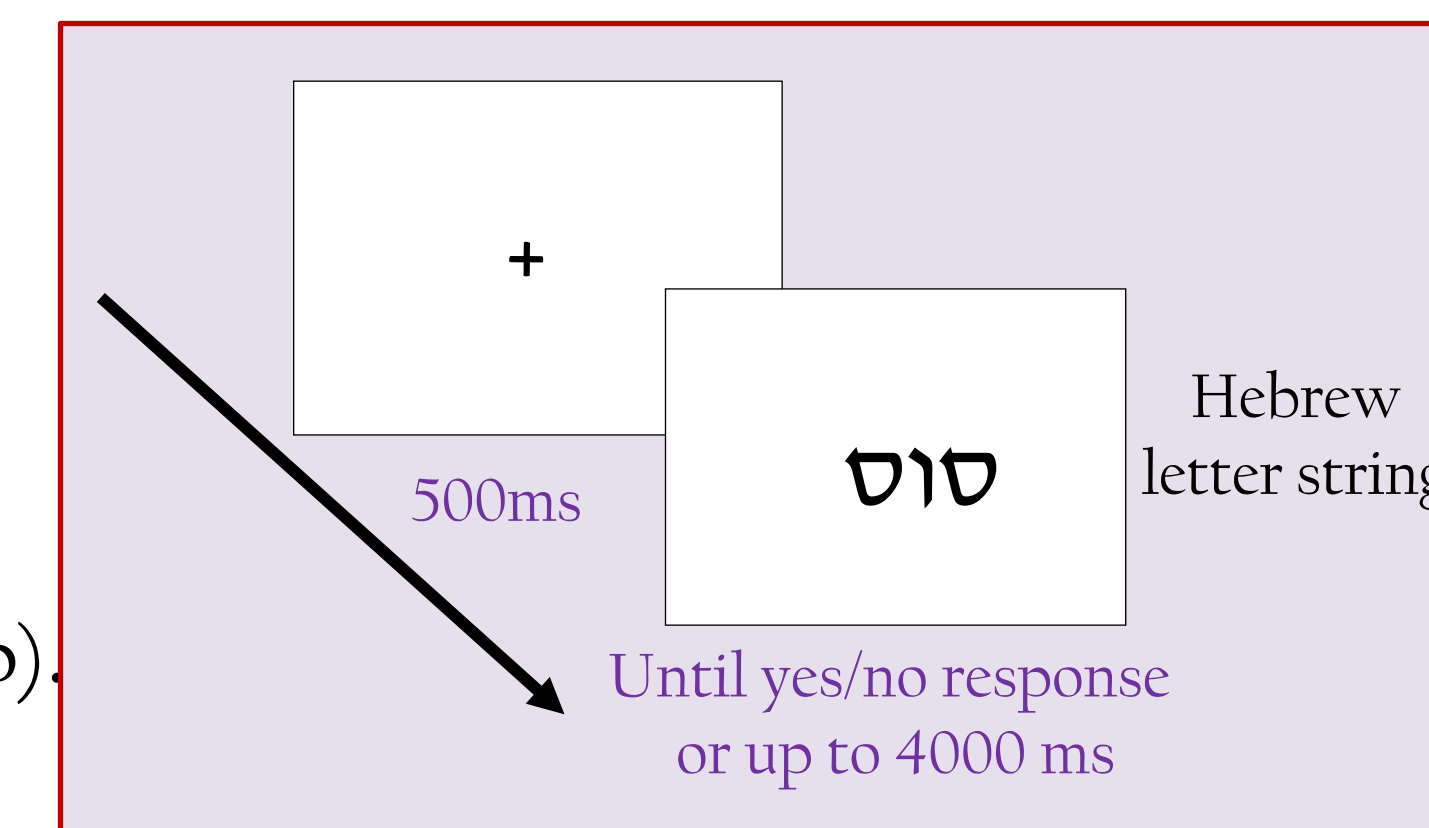 +
500ms
סוס
Hebrew
letter string
Until yes/no response
or up to 4000 ms
).